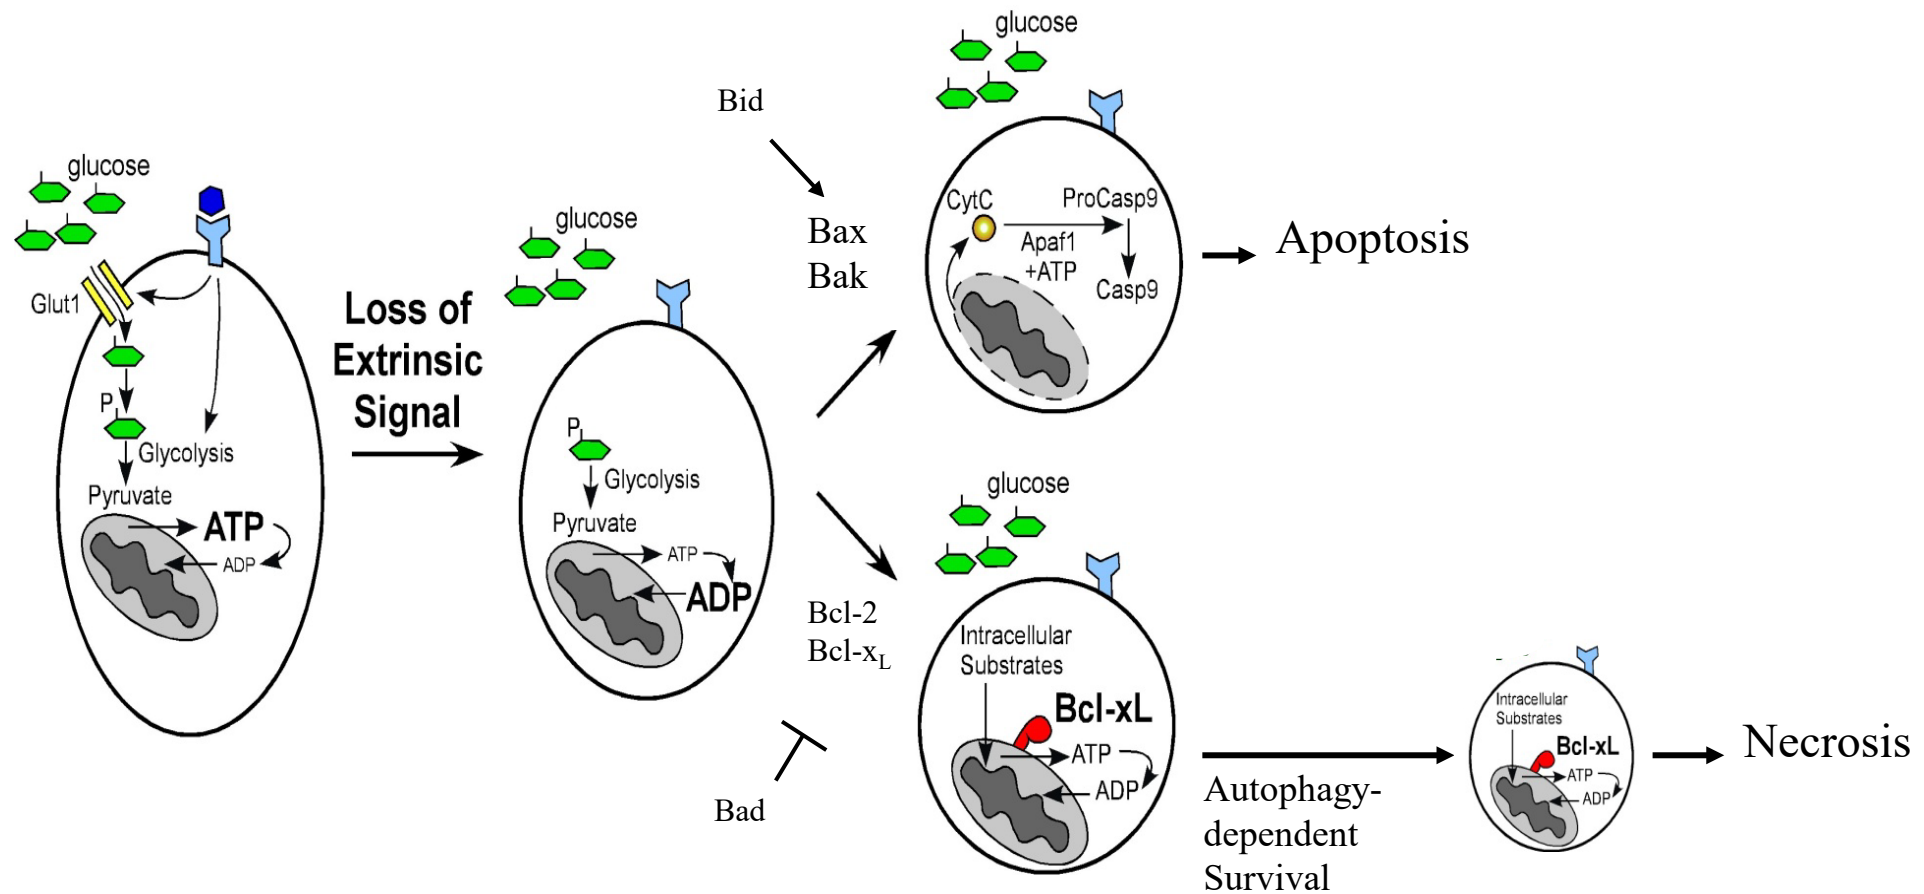 glucose
Glut1
P
Glycolysis
Pyruvate
ATP
ADP
Loss of
Extrinsic
Signal
glucose
P
Glycolysis
Pyruvate
ATP
ADP
Bid
Bax
Bak
glucose
CytC
ProCasp9
Apaf1
+ATP
Casp9
Apoptosis
Bcl-2
Bcl-xL
Bad
glucose
Intracellular
Substrates
Bcl-xL
ATP
ADP
Autophagy-
dependent
Survival
Intracellular
Substrates
Bcl-xL
ATP
ADP
Necrosis